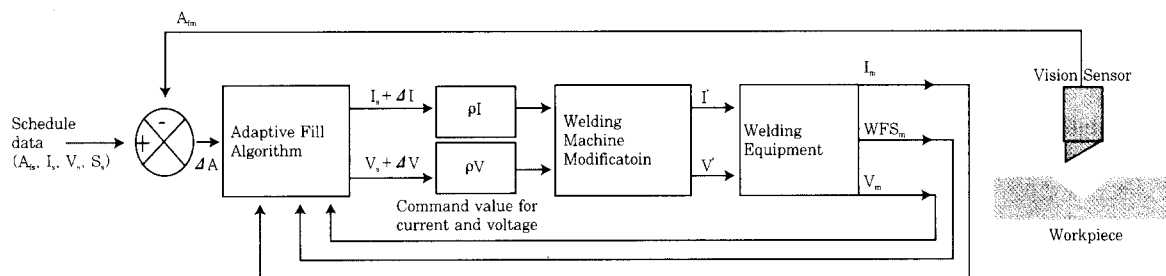 A_fm
I_m
Vision Sensor
Schedule
data
(A_fs, I_s, V_s, S_s)
+
-
ΔA
Adaptive Fill
Algorithm
I_s + ΔI
V_s + ΔV
ρI
ρV
Command value for
current and voltage
Welding
Machine
Modificatoin
I'
V'
Welding
Equipment
WFS_m
V_m
Workpiece